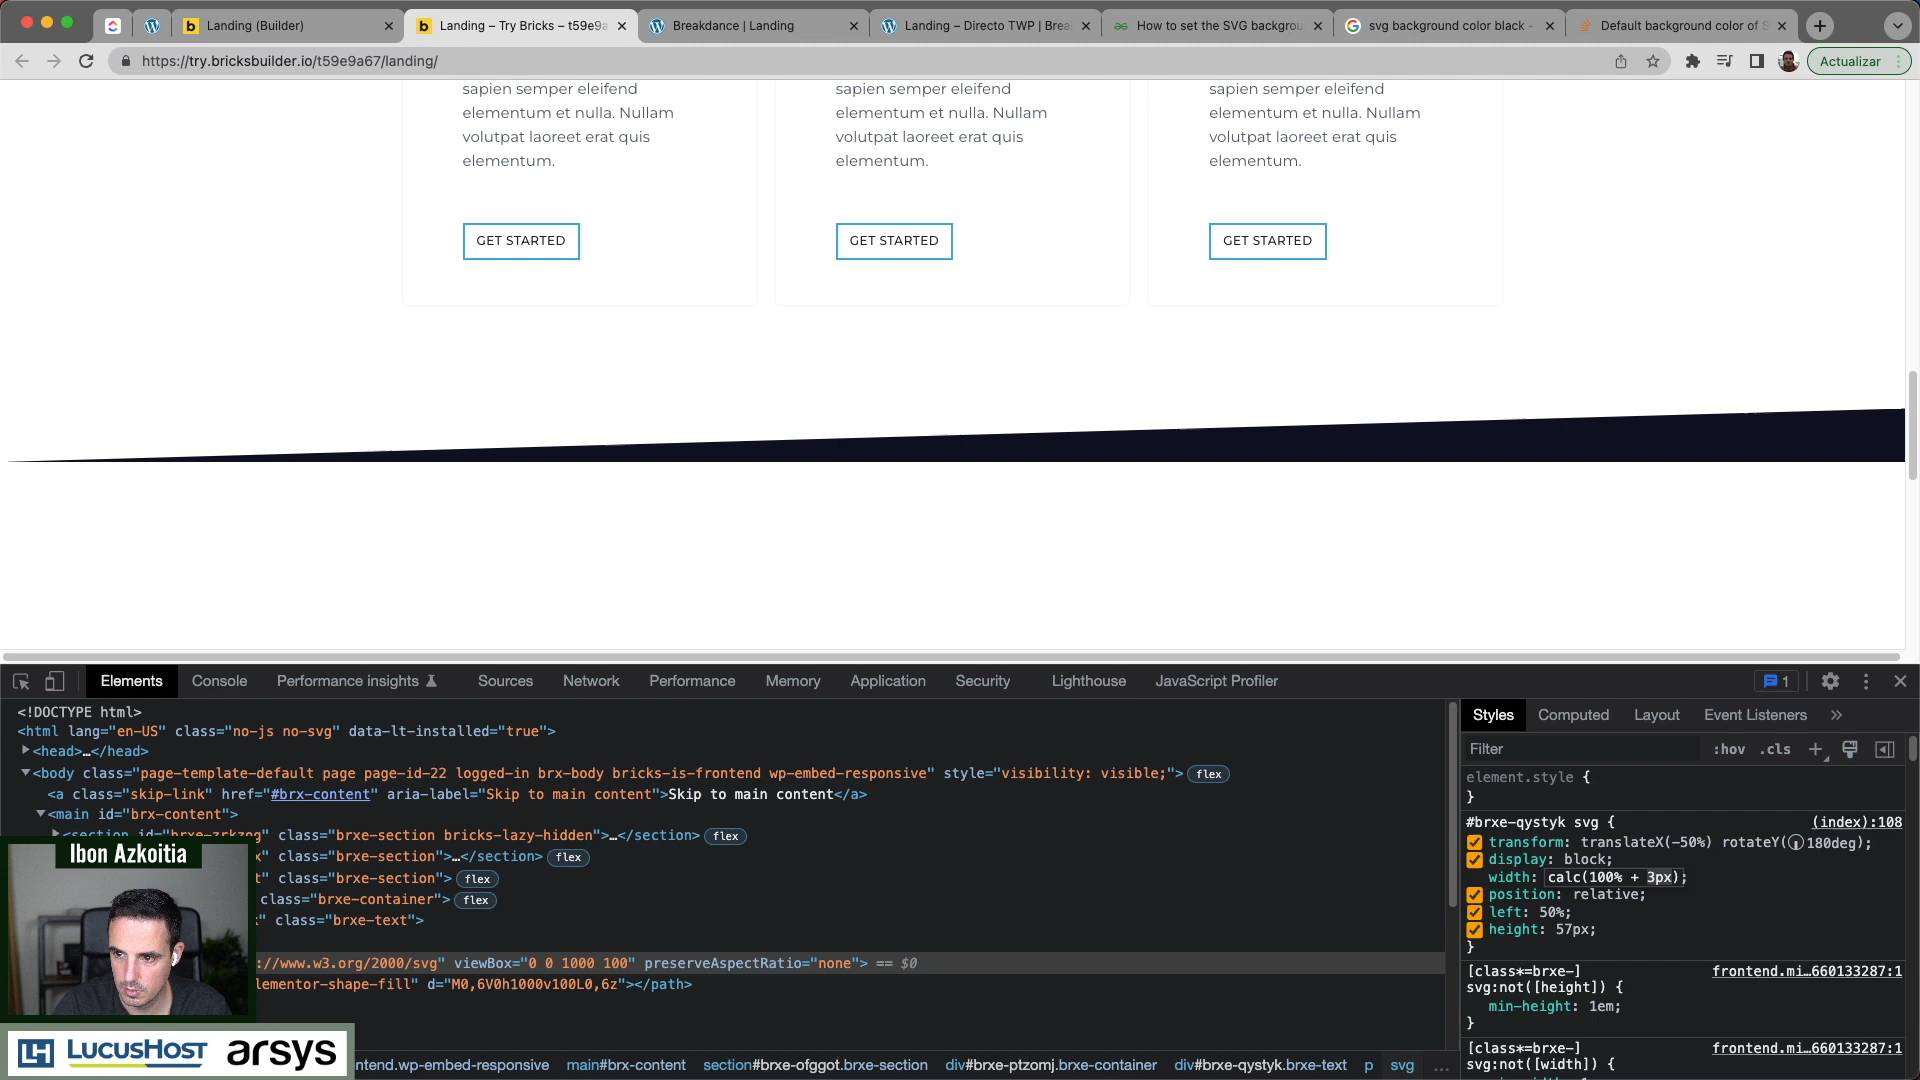 Landing (Builder)
Landing – Try Bricks – t59e9a
Breakdance | Landing
Landing – Directo TWP | Brea
How to set the SVG backgrou
svg background color black -
Default background color of S
https://try.bricksbuilder.io/t59e9a67/landing/
Actualizar
sapien semper eleifend
elementum et nulla. Nullam
volutpat laoreet erat quis
elementum.
GET STARTED
sapien semper eleifend
elementum et nulla. Nullam
volutpat laoreet erat quis
elementum.
GET STARTED
sapien semper eleifend
elementum et nulla. Nullam
volutpat laoreet erat quis
elementum.
GET STARTED
Elements Console Performance insights Sources Network Performance Memory Application Security Lighthouse JavaScript Profiler 1
<!DOCTYPE html>
<html lang="en-US" class="no-js no-svg" data-lt-installed="true">
<head>…</head>
<body class="page-template-default page page-id-22 logged-in brx-body bricks-is-frontend wp-embed-responsive" style="visibility: visible;"> flex
<a class="skip-link" href="#brx-content" aria-label="Skip to main content">Skip to main content</a>
<main id="brx-content">
<section id="brxe-zrkzog" class="brxe-section bricks-lazy-hidden">…</section> flex
x" class="brxe-section">…</section> flex
t" class="brxe-section"> flex
class="brxe-container"> flex
k" class="brxe-text">
://www.w3.org/2000/svg" viewBox="0 0 1000 100" preserveAspectRatio="none"> == $0
lementor-shape-fill" d="M0,6V0h1000v100L0,6z"></path>
ntend.wp-embed-responsive main#brx-content section#brxe-ofggot.brxe-section div#brxe-ptzomj.brxe-container div#brxe-qystyk.brxe-text p svg ...
Styles Computed Layout Event Listeners
Filter :hov .cls
element.style {
}
#brxe-qystyk svg { (index):108
transform: translateX(-50%) rotateY(180deg);
display: block;
width: calc(100% + 3px);
position: relative;
left: 50%;
height: 57px;
}
[class*=brxe-] frontend.mi…660133287:1
svg:not([height]) {
min-height: 1em;
}
[class*=brxe-] frontend.mi…660133287:1
svg:not([width]) {
Ibon Azkoitia
LH LUCUSHOST arsys